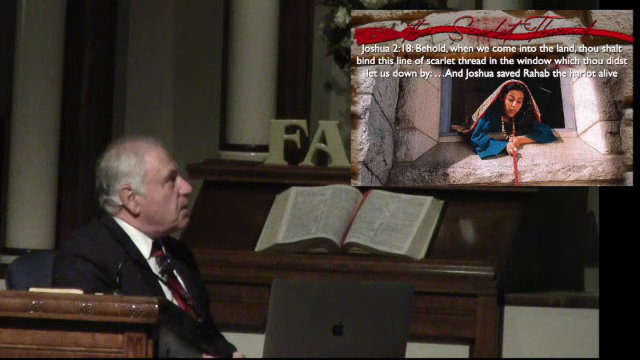 the Scarlet Thread
Joshua 2:18: Behold, when we come into the land, thou shalt
bind this line of scarlet thread in the window which thou didst
let us down by: ...And Joshua saved Rahab the harlot alive
FA